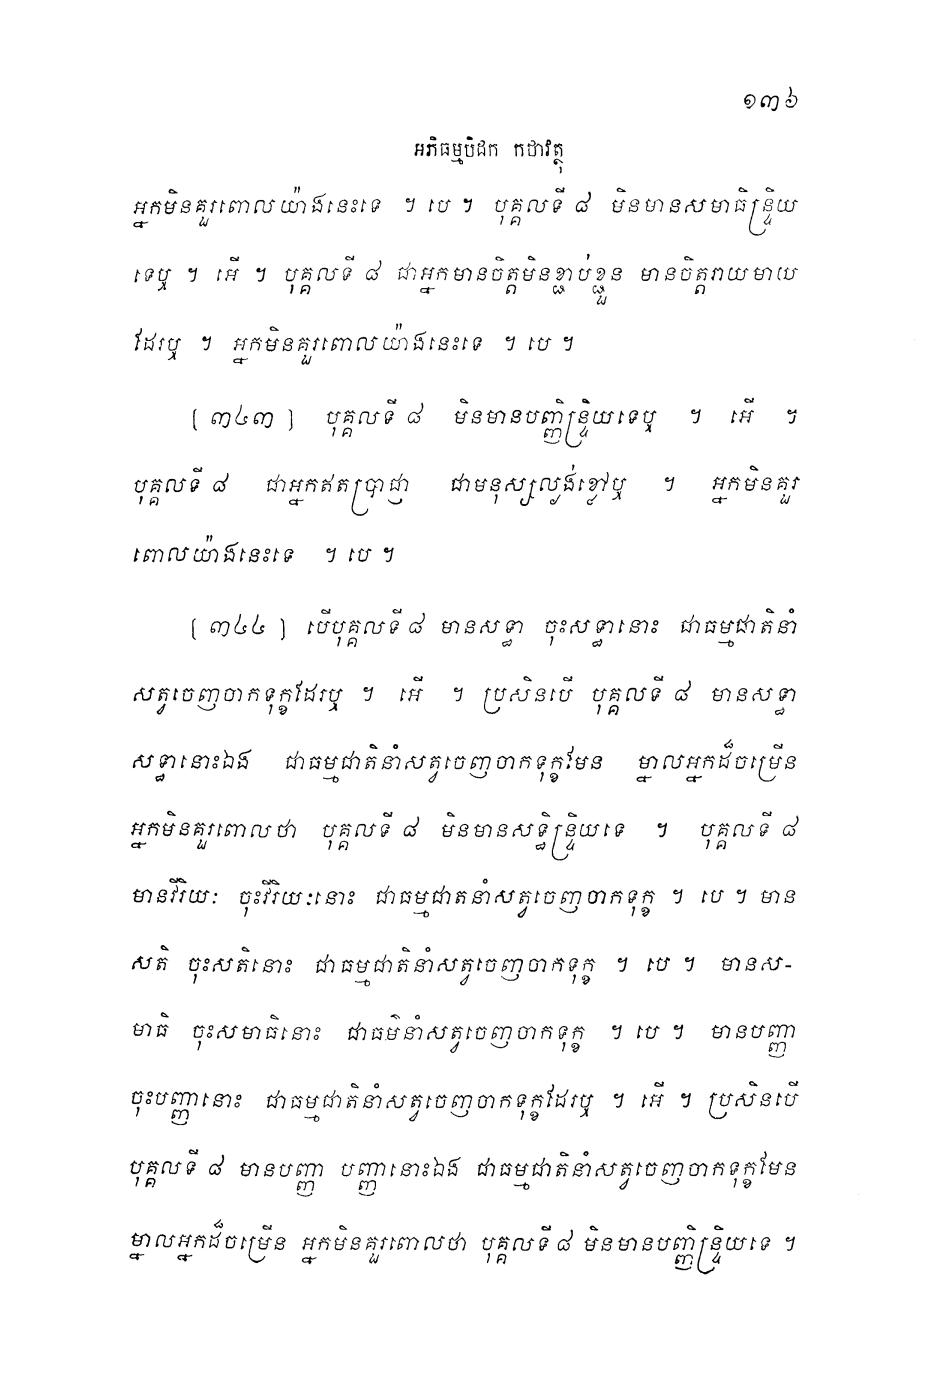 ១៣៦
អភិធម្មបិដក កថាវត្ថុ
អ្នកមិនគួរពោលយ៉ាងនេះទេ ។ បេ ។ បុគ្គលទី ៨ មិនមានសមាធិន្ទ្រិយ
ទេឬ ។ អើ ។ បុគ្គលទី ៨ ជាអ្នកមានចិត្តមិនខ្ជាប់ខ្ជួន មានចិត្តរាយមាយ
ដែរឬ ។ អ្នកមិនគួរពោលយ៉ាងនេះទេ ។ បេ ។
[ ៣៤៣ ] បុគ្គលទី ៨ មិនមានបញ្ញិន្ទ្រិយទេឬ ។ អើ ។
បុគ្គលទី ៨ ជាអ្នកឥតប្រាជ្ញា ជាមនុស្សល្ងង់ខ្លៅឬ ។ អ្នកមិនគួរ
ពោលយ៉ាងនេះទេ ។ បេ ។
[ ៣៤៤ ] បើបុគ្គលទី ៨ មានសទ្ធា ចុះសទ្ធានោះ ជាធម្មជាតិនាំ
សត្វចេញចាកទុក្ខដែរឬ ។ អើ ។ ប្រសិនបើ បុគ្គលទី ៨ មានសទ្ធា
សទ្ធានោះឯង ជាធម្មជាតិនាំសត្វចេញចាកទុក្ខមែន ម្នាលអ្នកដ៏ចម្រើន
អ្នកមិនគួរពោលថា បុគ្គលទី ៨ មិនមានសទ្ធិន្ទ្រិយទេ ។ បុគ្គលទី ៨
មានវីរិយៈ ចុះវីរិយៈនោះ ជាធម្មជាតនាំសត្វចេញចាកទុក្ខ ។ បេ ។ មាន
សតិ ចុះសតិនោះ ជាធម្មជាតិនាំសត្វចេញចាកទុក្ខ ។ បេ ។ មានស-
មាធិ ចុះសមាធិនោះ ជាធម៌នាំសត្វចេញចាកទុក្ខ ។ បេ ។ មានបញ្ញា
ចុះបញ្ញានោះ ជាធម្មជាតិនាំសត្វចេញចាកទុក្ខដែរឬ ។ អើ ។ ប្រសិនបើ
បុគ្គលទី ៨ មានបញ្ញា បញ្ញានោះឯង ជាធម្មជាតិនាំសត្វចេញចាកទុក្ខមែន
ម្នាលអ្នកដ៏ចម្រើន អ្នកមិនគួរពោលថា បុគ្គលទី ៨ មិនមានបញ្ញិន្ទ្រិយទេ ។